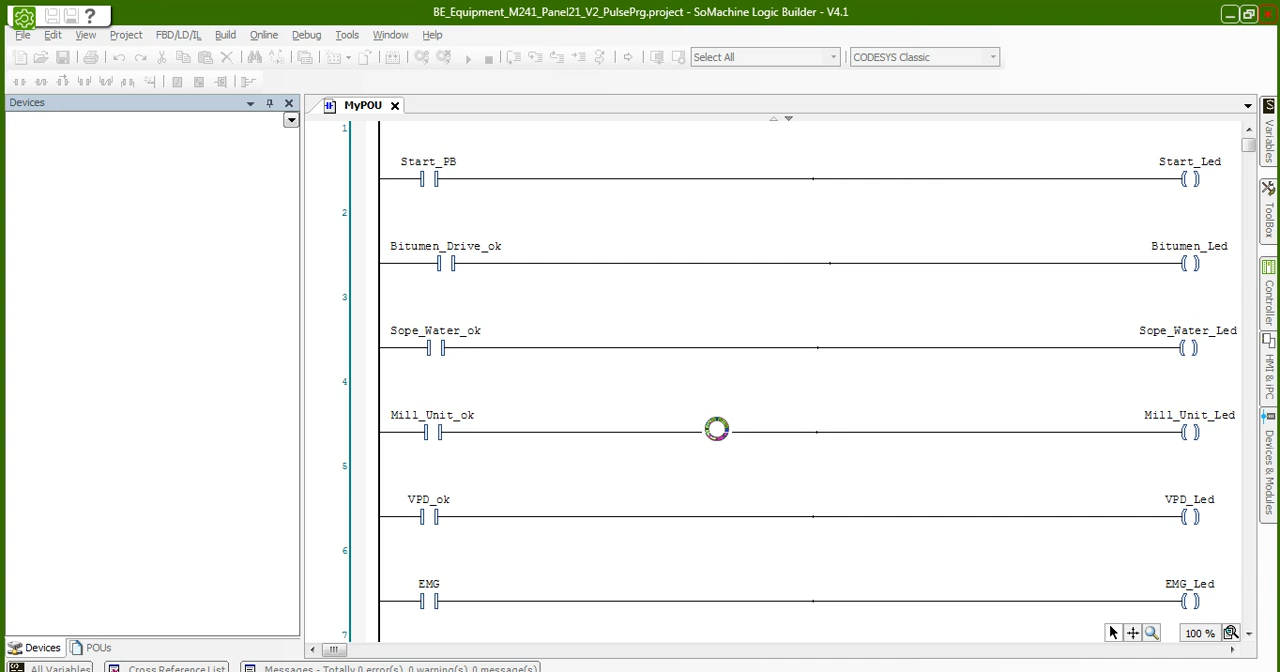 BE_Equipment_M241_Panel21_V2_PulsePrg.project - SoMachine Logic Builder - V4.1
File Edit View Project FBD/LD/IL Build Online Debug Tools Window Help
Select All CODESYS Classic
Devices
MyPOU
1
Start_PB Start_Led
2
Bitumen_Drive_ok Bitumen_Led
3
Sope_Water_ok Sope_Water_Led
4
Mill_Unit_ok Mill_Unit_Led
5
VPD_ok VPD_Led
6
EMG EMG_Led
7
100 %
Variables
ToolBox
Controller
HMI & iPC
Devices & Modules
Devices POUs
All Variables Cross Reference List Messages - Totally 0 error(s), 0 warning(s), 0 message(s)